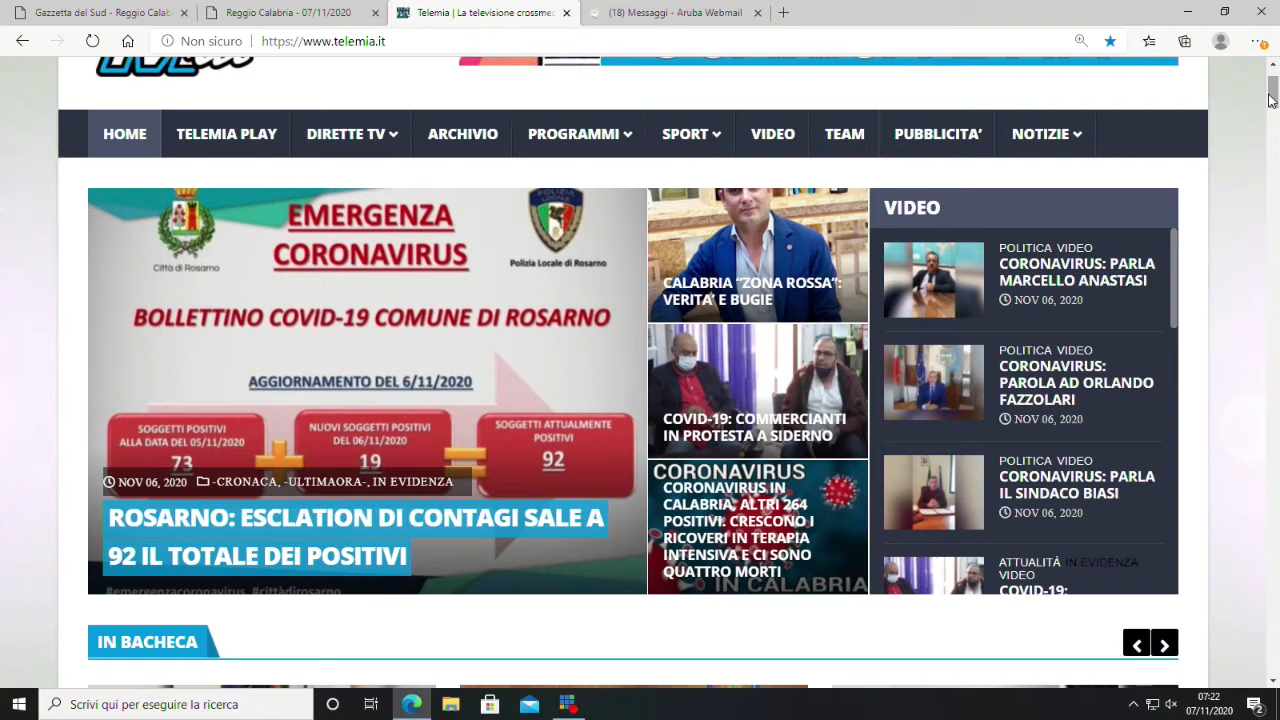 Gazzetta del sud
Reggio Calabria - 07/11/2020
Telemia | La televisione come
(18) Messaggi - Aruba Webmail
Non sicuro
https://www.telemia.it
HOME
TELEMIA PLAY
DIRETTE TV
ARCHIVIO
PROGRAMMI
SPORT
VIDEO
TEAM
PUBBLICITA'
NOTIZIE
EMERGENZA
CORONAVIRUS
Città di Rosarno
POLIZIA
LOCALE
Polizia Locale di Rosarno
BOLLETTINO COVID-19 COMUNE DI ROSARNO
AGGIORNAMENTO DEL 6/11/2020
SOGGETTI POSITIVI
ALLA DATA DEL 05/11/2020
73
NUOVI SOGGETTI POSITIVI
DEL 06/11/2020
19
SOGGETTI ATTUALMENTE
POSITIVI
92
NOV 06, 2020 -CRONACA, -ULTIMAORA-, IN EVIDENZA
ROSARNO: ESCLATION DI CONTAGI SALE A
92 IL TOTALE DEI POSITIVI
#emergenzacoronavirus #cittàdirosarno
CALABRIA "ZONA ROSSA":
VERITA' E BUGIE
COVID-19: COMMERCIANTI
IN PROTESTA A SIDERNO
CORONAVIRUS
CORONAVIRUS IN
CALABRIA, ALTRI 264
POSITIVI. CRESCONO I
RICOVERI IN TERAPIA
INTENSIVA E CI SONO
QUATTRO MORTI
IN CALABRIA
VIDEO
POLITICA VIDEO
CORONAVIRUS: PARLA
MARCELLO ANASTASI
NOV 06, 2020
POLITICA VIDEO
CORONAVIRUS:
PAROLA AD ORLANDO
FAZZOLARI
NOV 06, 2020
POLITICA VIDEO
CORONAVIRUS: PARLA
IL SINDACO BIASI
NOV 06, 2020
ATTUALITÀ IN EVIDENZA
VIDEO
COVID-19:
IN BACHECA
Scrivi qui per eseguire la ricerca
07:22
07/11/2020
2